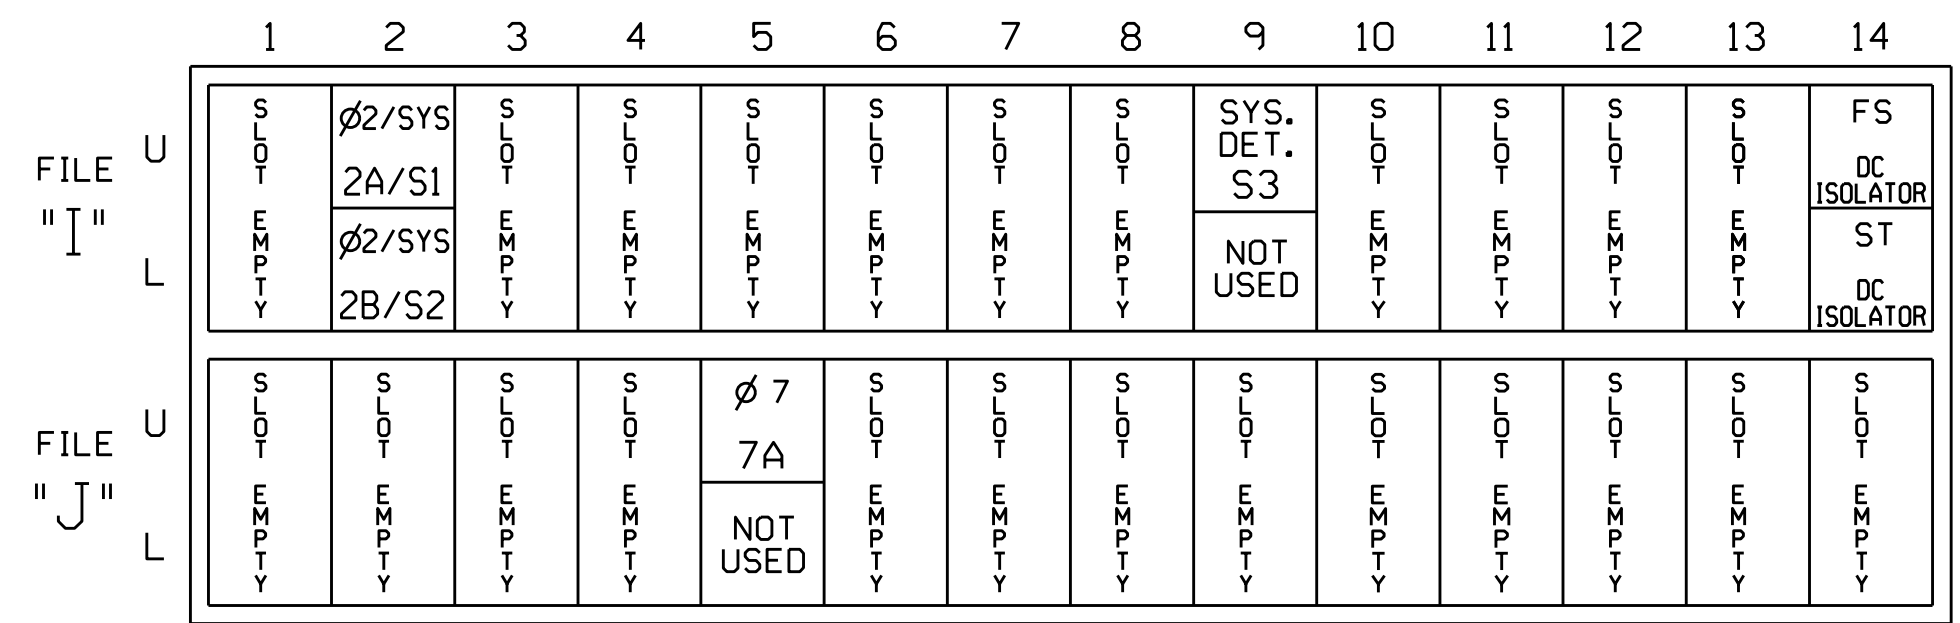 1 2 3 4 5 6 7 8 9 10 11 12 13 14
FILE "I"
U
L
SLOT EMPTY
Ø2/SYS
2A/S1
Ø2/SYS
2B/S2
SLOT EMPTY
SLOT EMPTY
SLOT EMPTY
SLOT EMPTY
SLOT EMPTY
SLOT EMPTY
SYS.
DET.
S3
NOT
USED
SLOT EMPTY
SLOT EMPTY
SLOT EMPTY
SLOT EMPTY
FS
DC
ISOLATOR
ST
DC
ISOLATOR
FILE "J"
U
L
SLOT EMPTY
SLOT EMPTY
SLOT EMPTY
SLOT EMPTY
Ø 7
7A
NOT
USED
SLOT EMPTY
SLOT EMPTY
SLOT EMPTY
SLOT EMPTY
SLOT EMPTY
SLOT EMPTY
SLOT EMPTY
SLOT EMPTY
SLOT EMPTY